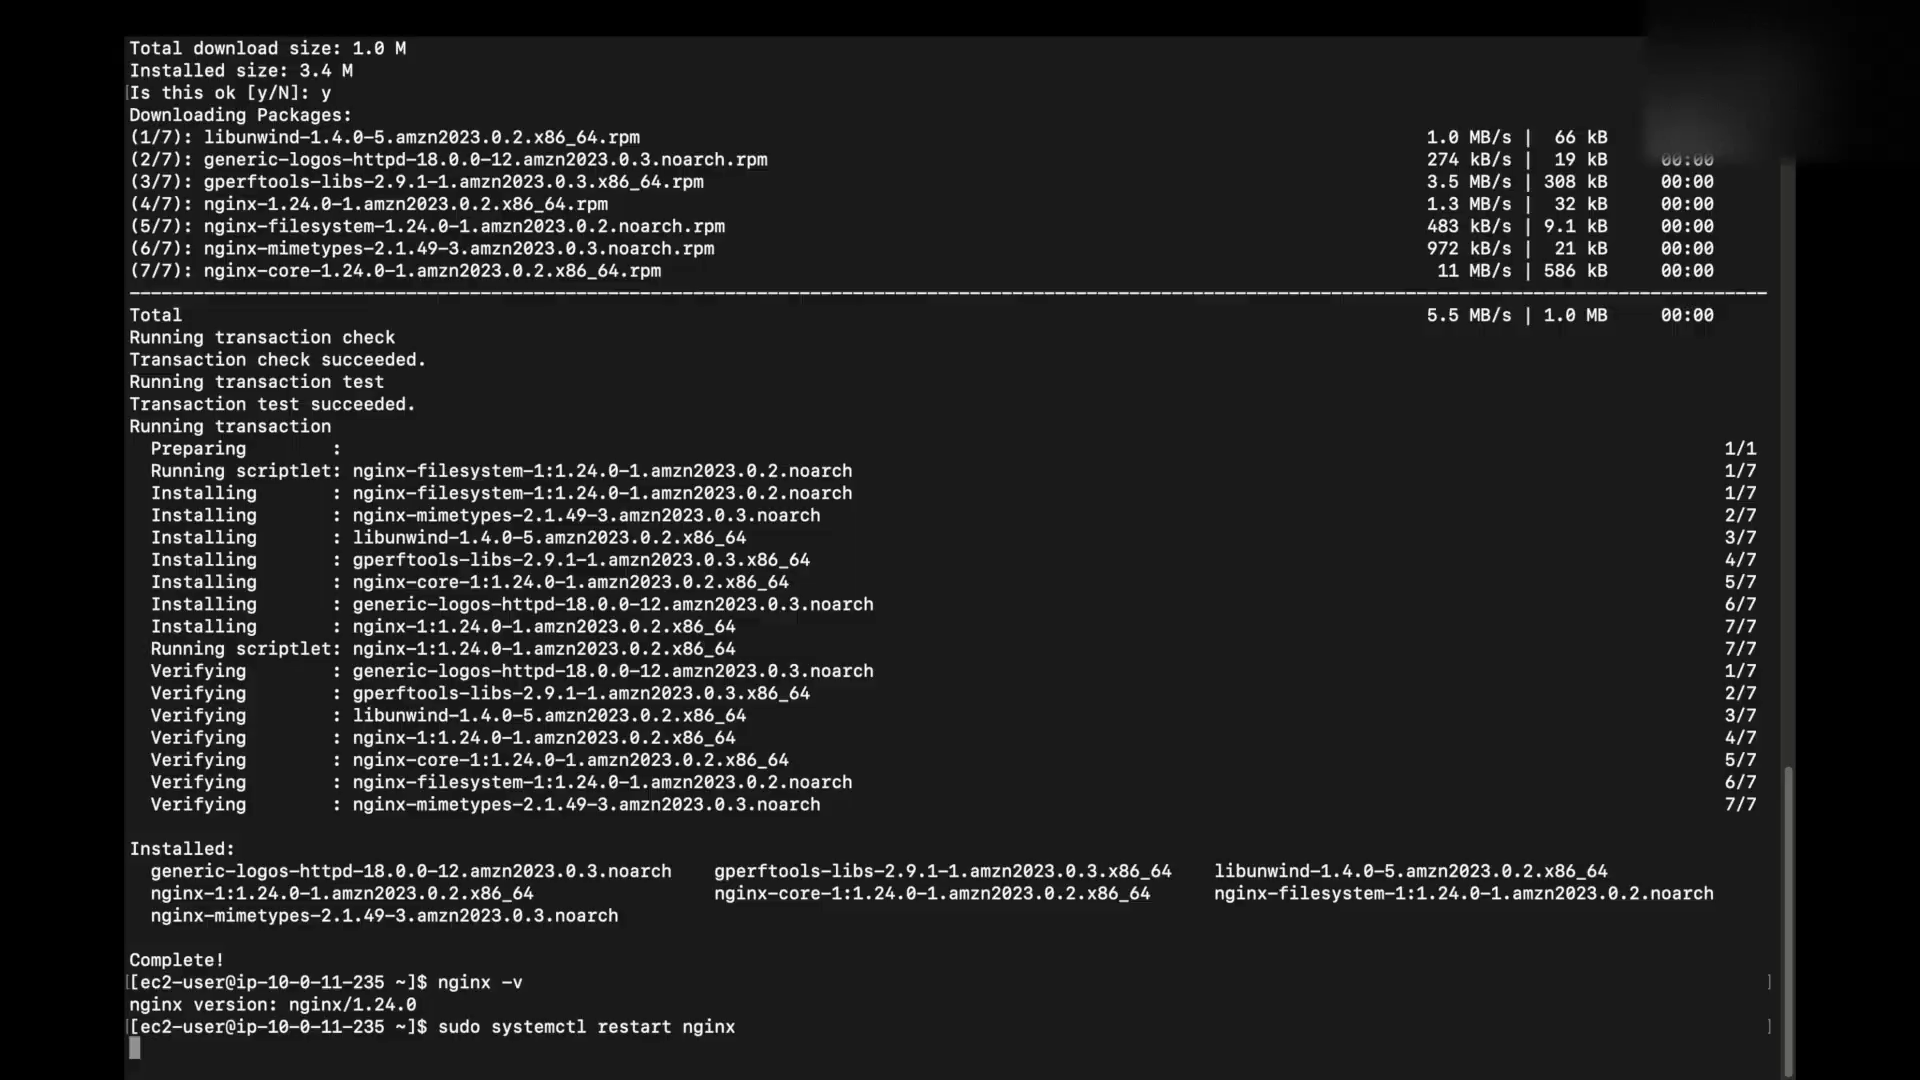 Total download size: 1.0 M
Installed size: 3.4 M
[Is this ok [y/N]: y
Downloading Packages:
(1/7): libunwind-1.4.0-5.amzn2023.0.2.x86_64.rpm 1.0 MB/s | 66 kB
(2/7): generic-logos-httpd-18.0.0-12.amzn2023.0.3.noarch.rpm 274 kB/s | 19 kB 00:00
(3/7): gperftools-libs-2.9.1-1.amzn2023.0.3.x86_64.rpm 3.5 MB/s | 308 kB 00:00
(4/7): nginx-1.24.0-1.amzn2023.0.2.x86_64.rpm 1.3 MB/s | 32 kB 00:00
(5/7): nginx-filesystem-1.24.0-1.amzn2023.0.2.noarch.rpm 483 kB/s | 9.1 kB 00:00
(6/7): nginx-mimetypes-2.1.49-3.amzn2023.0.3.noarch.rpm 972 kB/s | 21 kB 00:00
(7/7): nginx-core-1.24.0-1.amzn2023.0.2.x86_64.rpm 11 MB/s | 586 kB 00:00
Total 5.5 MB/s | 1.0 MB 00:00
Running transaction check
Transaction check succeeded.
Running transaction test
Transaction test succeeded.
Running transaction
Preparing : 1/1
Running scriptlet: nginx-filesystem-1:1.24.0-1.amzn2023.0.2.noarch 1/7
Installing : nginx-filesystem-1:1.24.0-1.amzn2023.0.2.noarch 1/7
Installing : nginx-mimetypes-2.1.49-3.amzn2023.0.3.noarch 2/7
Installing : libunwind-1.4.0-5.amzn2023.0.2.x86_64 3/7
Installing : gperftools-libs-2.9.1-1.amzn2023.0.3.x86_64 4/7
Installing : nginx-core-1:1.24.0-1.amzn2023.0.2.x86_64 5/7
Installing : generic-logos-httpd-18.0.0-12.amzn2023.0.3.noarch 6/7
Installing : nginx-1:1.24.0-1.amzn2023.0.2.x86_64 7/7
Running scriptlet: nginx-1:1.24.0-1.amzn2023.0.2.x86_64 7/7
Verifying : generic-logos-httpd-18.0.0-12.amzn2023.0.3.noarch 1/7
Verifying : gperftools-libs-2.9.1-1.amzn2023.0.3.x86_64 2/7
Verifying : libunwind-1.4.0-5.amzn2023.0.2.x86_64 3/7
Verifying : nginx-1:1.24.0-1.amzn2023.0.2.x86_64 4/7
Verifying : nginx-core-1:1.24.0-1.amzn2023.0.2.x86_64 5/7
Verifying : nginx-filesystem-1:1.24.0-1.amzn2023.0.2.noarch 6/7
Verifying : nginx-mimetypes-2.1.49-3.amzn2023.0.3.noarch 7/7
Installed:
generic-logos-httpd-18.0.0-12.amzn2023.0.3.noarch gperftools-libs-2.9.1-1.amzn2023.0.3.x86_64 libunwind-1.4.0-5.amzn2023.0.2.x86_64
nginx-1:1.24.0-1.amzn2023.0.2.x86_64 nginx-core-1:1.24.0-1.amzn2023.0.2.x86_64 nginx-filesystem-1:1.24.0-1.amzn2023.0.2.noarch
nginx-mimetypes-2.1.49-3.amzn2023.0.3.noarch
Complete!
[[ec2-user@ip-10-0-11-235 ~]$ nginx -v ]
nginx version: nginx/1.24.0
[[ec2-user@ip-10-0-11-235 ~]$ sudo systemctl restart nginx ]